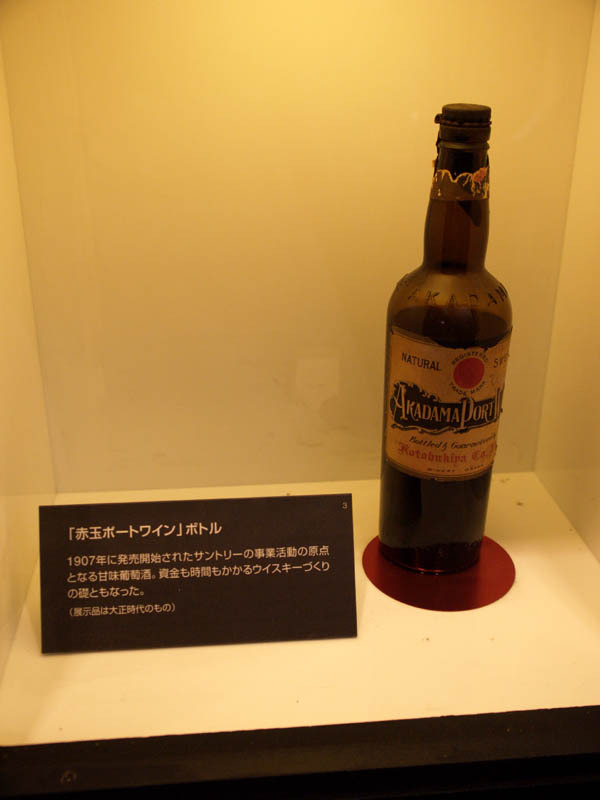 AKADAM
NATURAL
REGISTERED
TRADE MARK
AKADAMA PORT
Bottled & Guaranteed
Kotobukiya Co.
3
「赤玉ポートワイン」ボトル
1907年に発売開始されたサントリーの事業活動の原点
となる甘味葡萄酒。資金も時間もかかるウイスキーづくり
の礎ともなった。
(展示品は大正時代のもの)